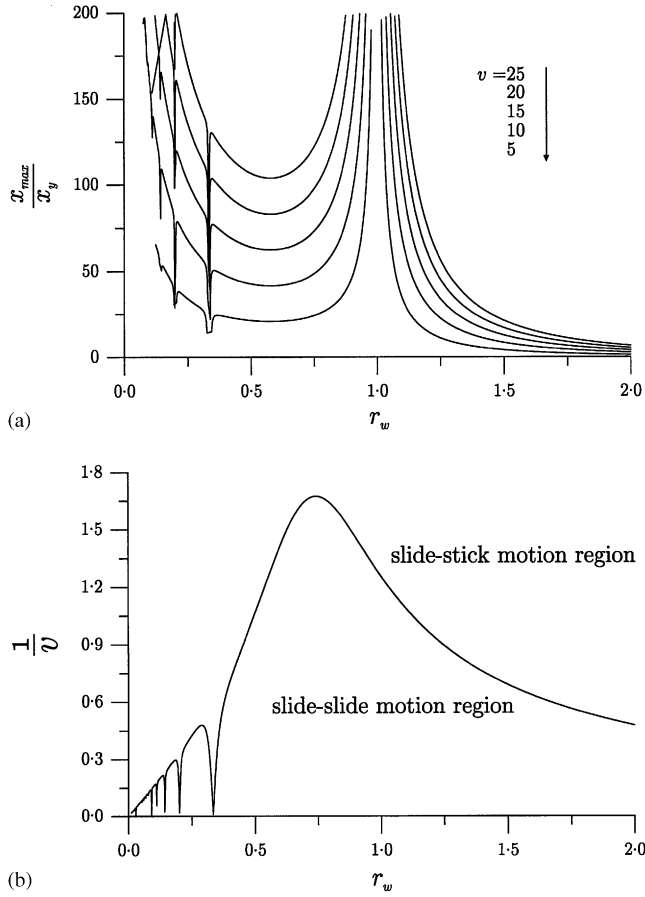 200
150
100
50
0
x_max
x_y
v =25
20
15
10
5
0·0 0·5 1·0 1·5 2·0
r_w
(a)
1·8
1·5
1·2
0·9
0·6
0·3
0·0
1
v
slide-stick motion region
slide-slide motion region
0·0 0·5 1·0 1·5 2·0
r_w
(b)